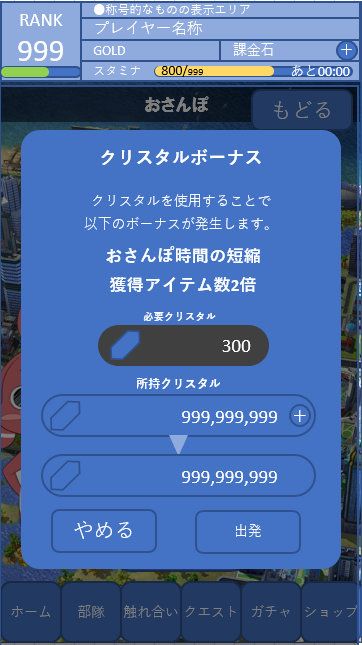 ●称号的なものの表示エリア
RANK
999
プレイヤー名称
GOLD
課金石
+
スタミナ
800/999
あと00:00
おさんぽ
もどる
クリスタルボーナス
クリスタルを使用することで
以下のボーナスが発生します。
おさんぽ時間の短縮
獲得アイテム数2倍
必要クリスタル
300
所持クリスタル
999,999,999
+
999,999,999
やめる
出発
ホーム
部隊
触れ合い
クエスト
ガチャ
ショップ